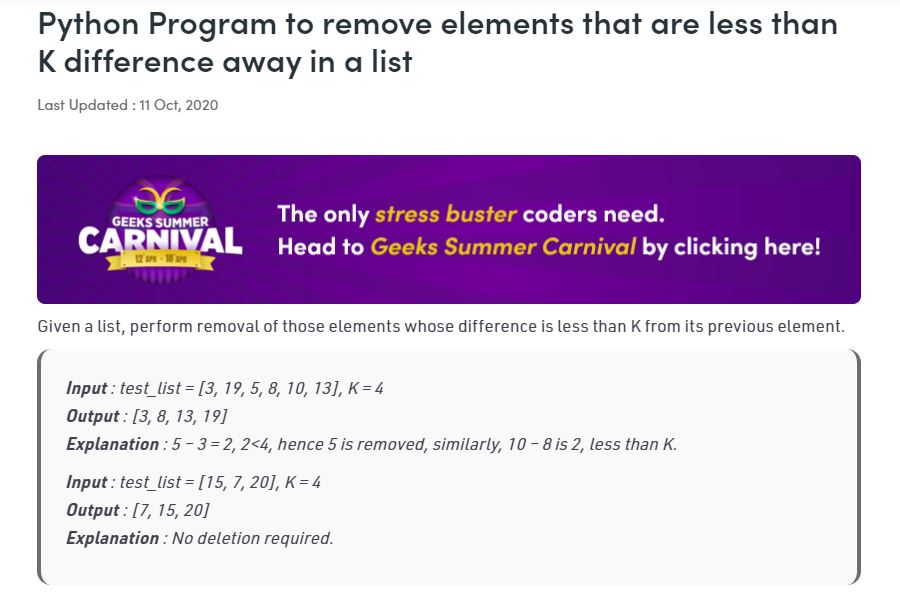 Python Program to remove elements that are less than
K difference away in a list
Last Updated : 11 Oct, 2020
GEEKS SUMMER
CARNIVAL
12 APR - 18 APR
The only stress buster coders need.
Head to Geeks Summer Carnival by clicking here!
Given a list, perform removal of those elements whose difference is less than K from its previous element.
Input : test_list = [3, 19, 5, 8, 10, 13], K = 4
Output : [3, 8, 13, 19]
Explanation : 5 – 3 = 2, 2<4, hence 5 is removed, similarly, 10 – 8 is 2, less than K.
Input : test_list = [15, 7, 20], K = 4
Output : [7, 15, 20]
Explanation : No deletion required.